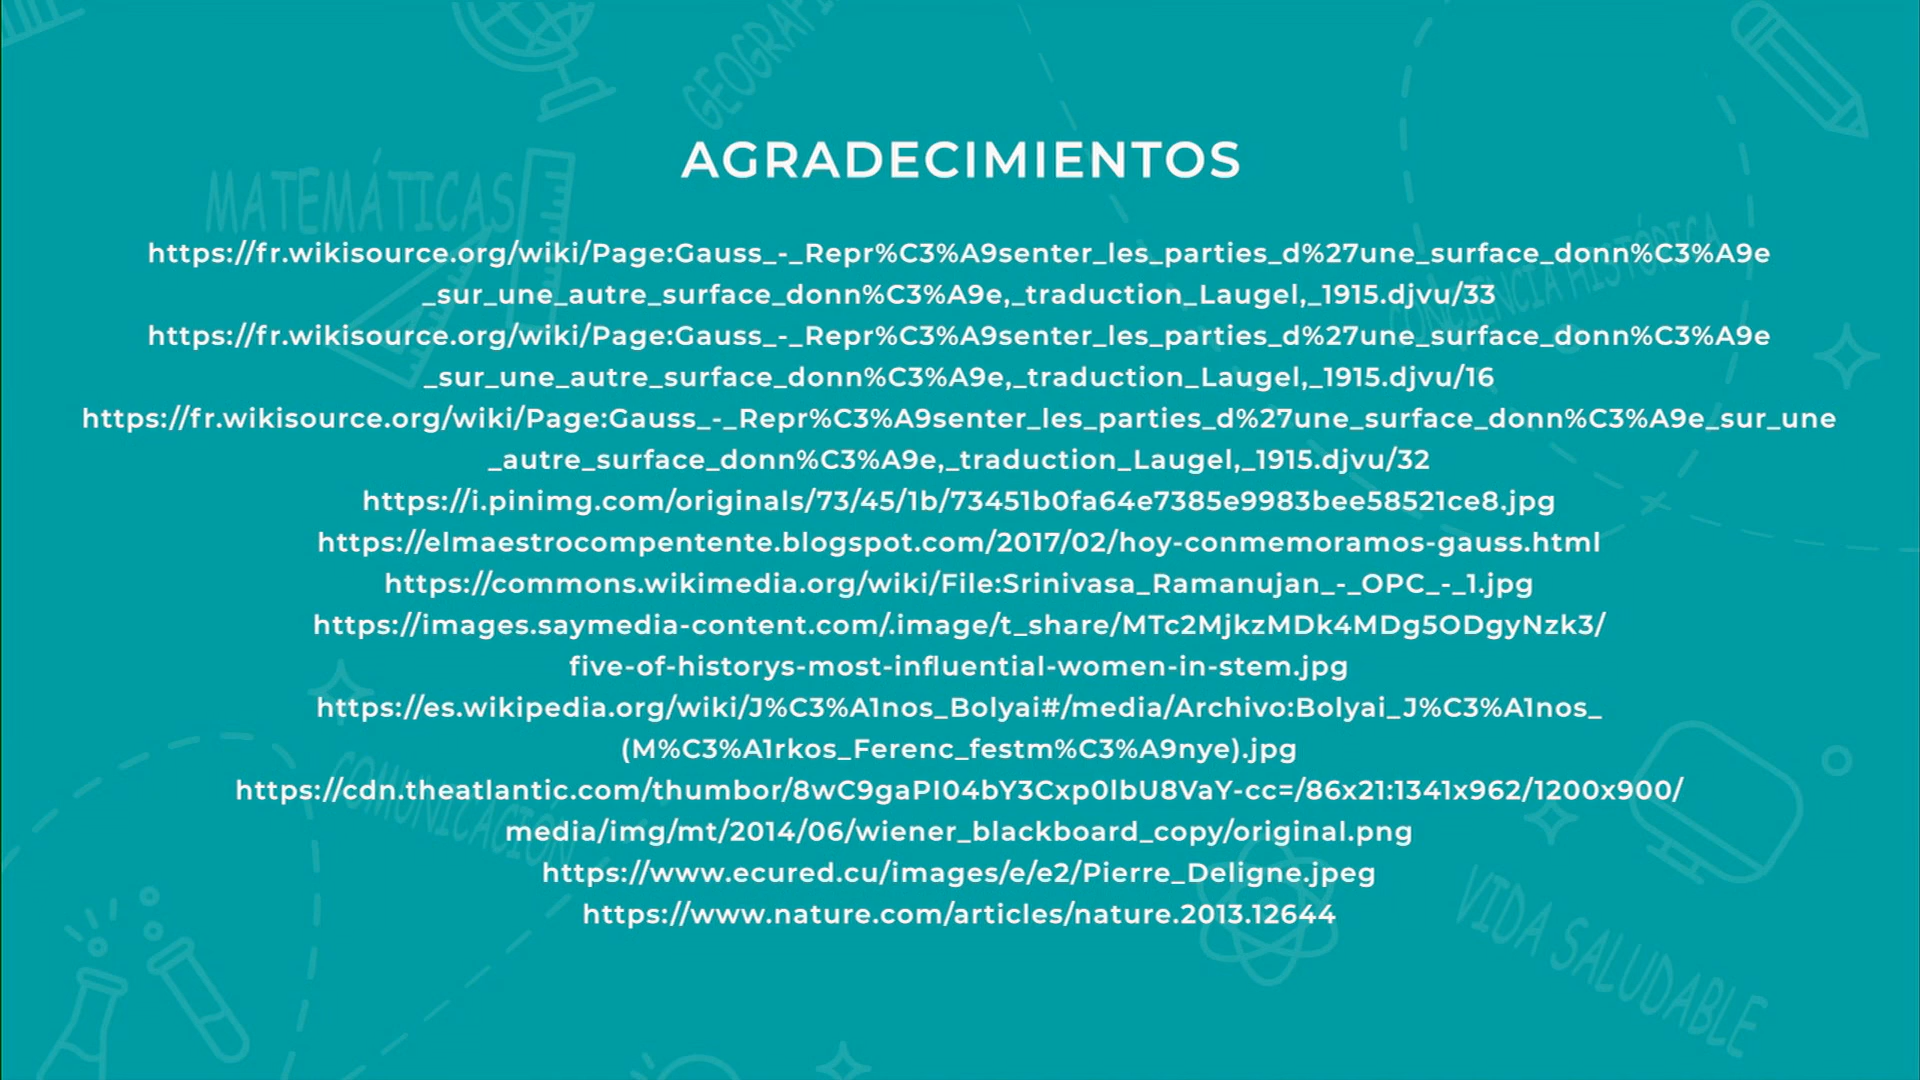 GEOGRAFÍ
AGRADECIMIENTOS
MATEMÁTICAS
CONCIENCIA HISTÓRICA
https://fr.wikisource.org/wiki/Page:Gauss_-_Repr%C3%A9senter_les_parties_d%27une_surface_donn%C3%A9e
_sur_une_autre_surface_donn%C3%A9e,_traduction_Laugel,_1915.djvu/33
https://fr.wikisource.org/wiki/Page:Gauss_-_Repr%C3%A9senter_les_parties_d%27une_surface_donn%C3%A9e
_sur_une_autre_surface_donn%C3%A9e,_traduction_Laugel,_1915.djvu/16
https://fr.wikisource.org/wiki/Page:Gauss_-_Repr%C3%A9senter_les_parties_d%27une_surface_donn%C3%A9e_sur_une
_autre_surface_donn%C3%A9e,_traduction_Laugel,_1915.djvu/32
https://i.pinimg.com/originals/73/45/1b/73451b0fa64e7385e9983bee58521ce8.jpg
https://elmaestrocompentente.blogspot.com/2017/02/hoy-conmemoramos-gauss.html
https://commons.wikimedia.org/wiki/File:Srinivasa_Ramanujan_-_OPC_-_1.jpg
https://images.saymedia-content.com/.image/t_share/MTc2MjkzMDk4MDg5ODgyNzk3/
five-of-historys-most-influential-women-in-stem.jpg
https://es.wikipedia.org/wiki/J%C3%A1nos_Bolyai#/media/Archivo:Bolyai_J%C3%A1nos_
(M%C3%A1rkos_Ferenc_festm%C3%A9nye).jpg
https://cdn.theatlantic.com/thumbor/8wC9gaPI04bY3Cxp0lbU8VaY-cc=/86x21:1341x962/1200x900/
media/img/mt/2014/06/wiener_blackboard_copy/original.png
https://www.ecured.cu/images/e/e2/Pierre_Deligne.jpeg
https://www.nature.com/articles/nature.2013.12644
COMUNICACIÓN
VIDA SALUDABLE